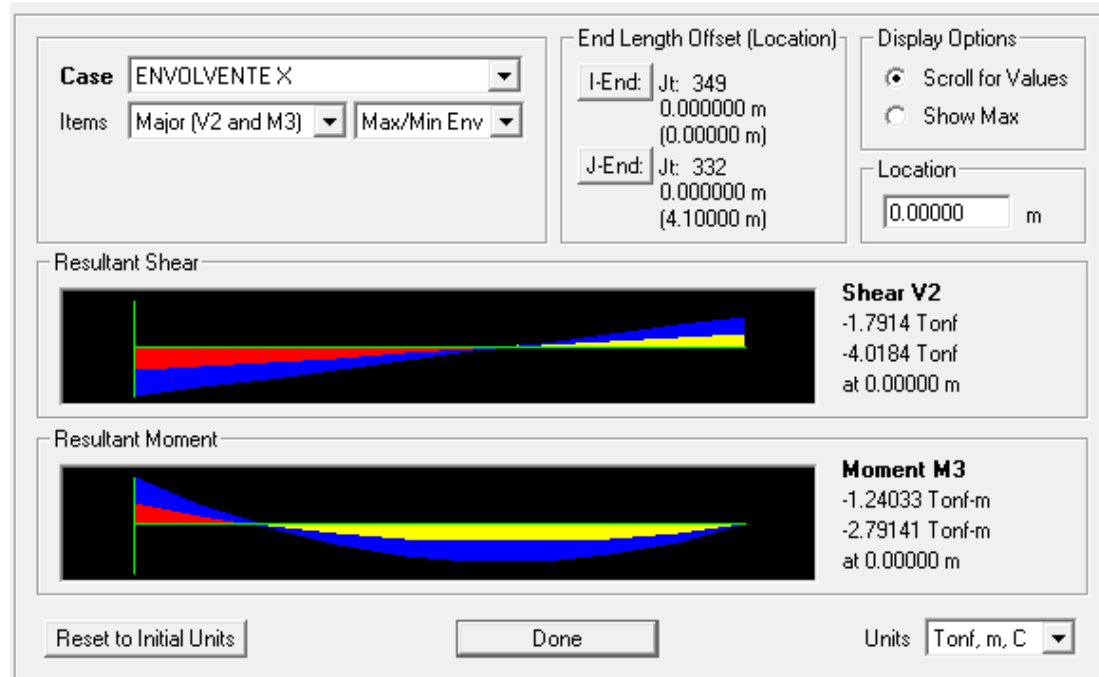 Case ENVOLVENTE X
Items Major (V2 and M3) Max/Min Env
End Length Offset (Location)
I-End: Jt: 349
0.000000 m
(0.00000 m)
J-End: Jt: 332
0.000000 m
(4.10000 m)
Display Options
Scroll for Values
Show Max
Location
0.00000 m
Resultant Shear
Shear V2
-1.7914 Tonf
-4.0184 Tonf
at 0.00000 m
Resultant Moment
Moment M3
-1.24033 Tonf-m
-2.79141 Tonf-m
at 0.00000 m
Reset to Initial Units Done Units Tonf, m, C